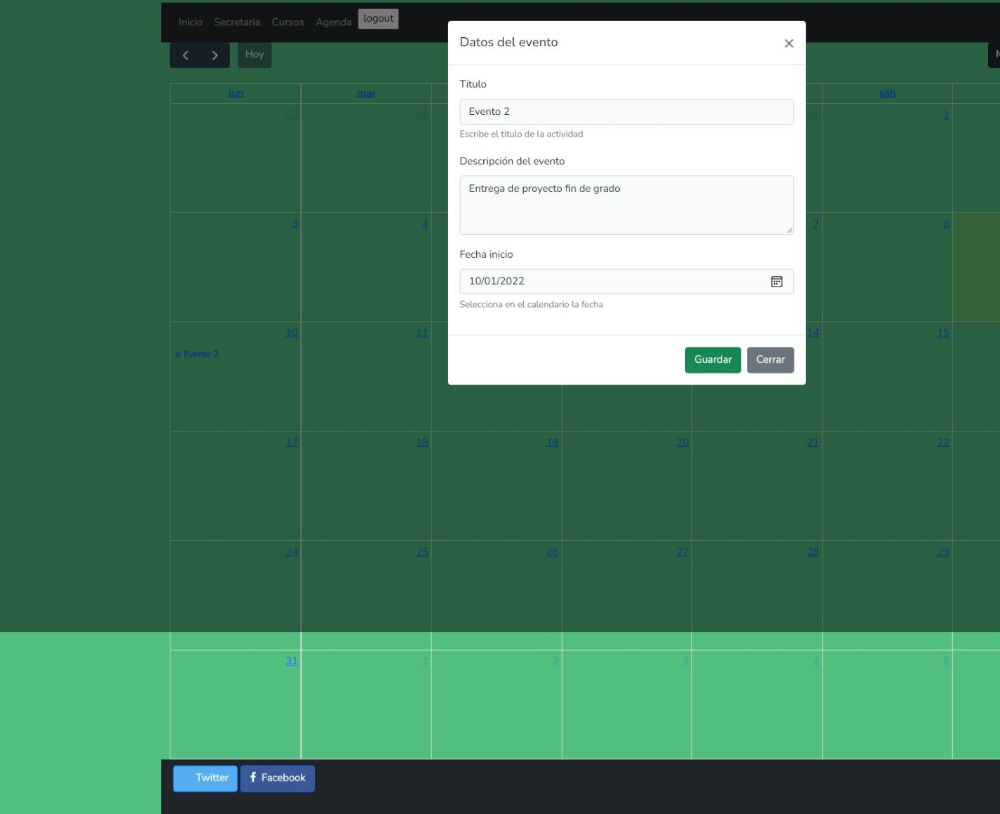 Inicio Secretaria Cursos Agenda logout
Datos del evento
Hoy
Titulo
lun mar sáb
Evento 2
27 28 31 1
Escribe el titulo de la actividad
Descripción del evento
Entrega de proyecto fin de grado
3 4 7 8
Fecha inicio
10/01/2022
Selecciona en el calendario la fecha
10 11 14 15
Evento 2
Guardar Cerrar
17 18 19 20 21 22
24 25 26 27 28 29
31 1 2 3 4 5
Twitter Facebook